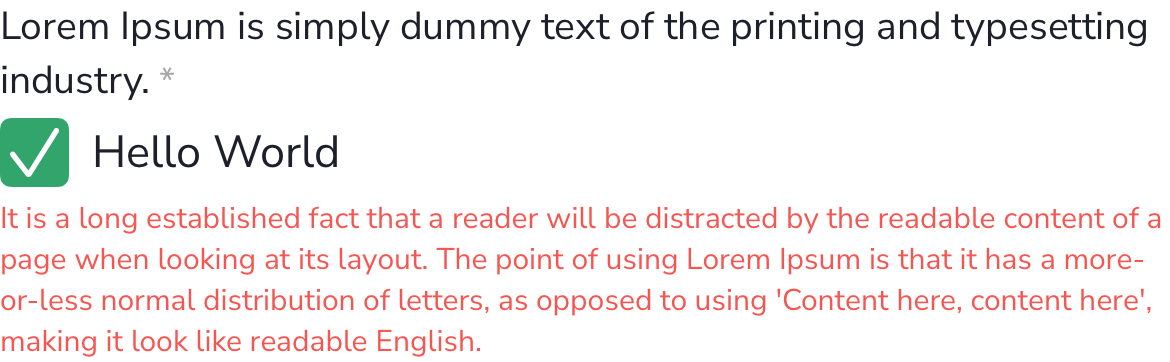 Lorem Ipsum is simply dummy text of the printing and typesetting
industry. *
Hello World
It is a long established fact that a reader will be distracted by the readable content of a
page when looking at its layout. The point of using Lorem Ipsum is that it has a more-
or-less normal distribution of letters, as opposed to using 'Content here, content here',
making it look like readable English.